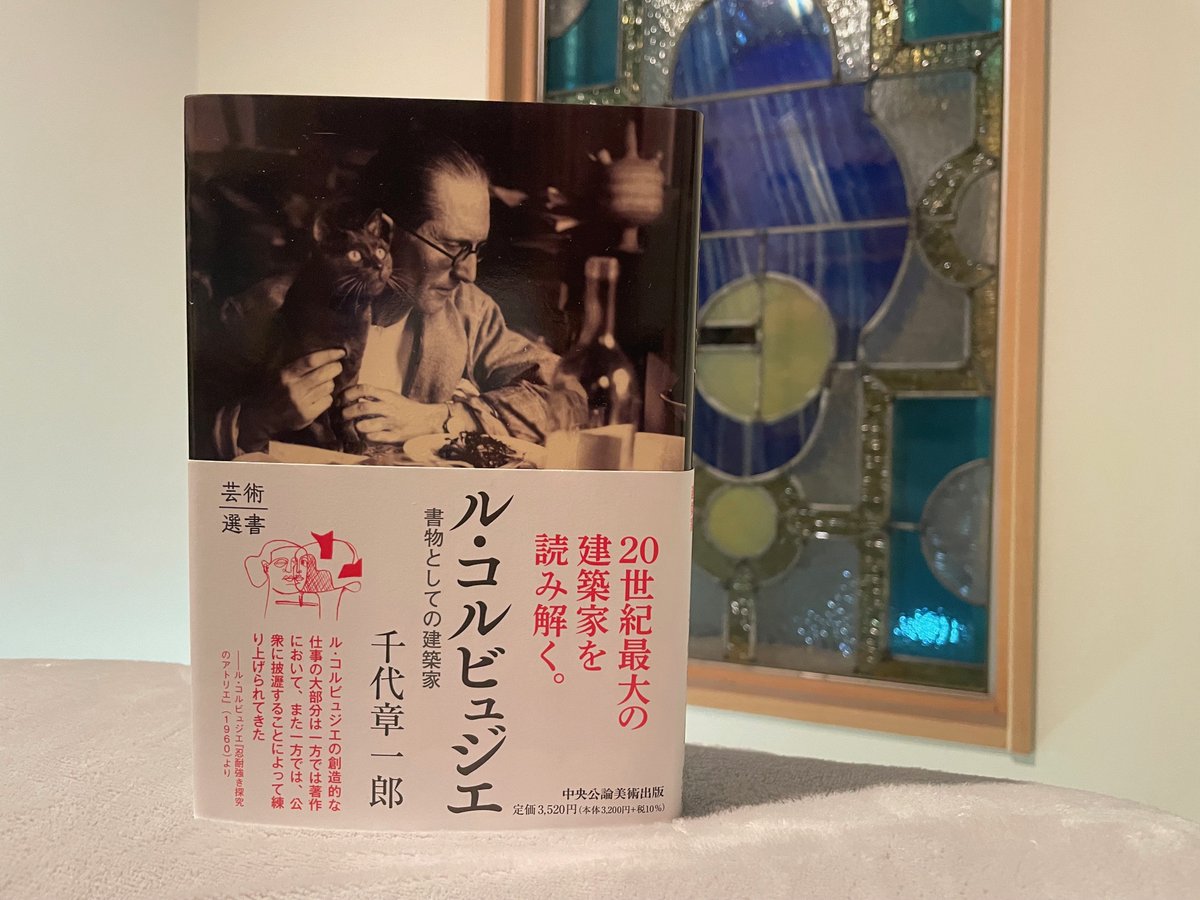 20世紀最大の
建築家を
読み解く。
ル・コルビュジエ
書物としての建築家
千代章一郎
芸術
選書
ル・コルビュジエの創造的な
仕事の大部分は一方では著作
において、また一方では、公
衆に披瀝することによって練
り上げられてきた
──ル・コルビュジエ『忍耐強き探究
のアトリエ』(1960)より
中央公論美術出版
定価3,520円(本体3,200円+税10%)